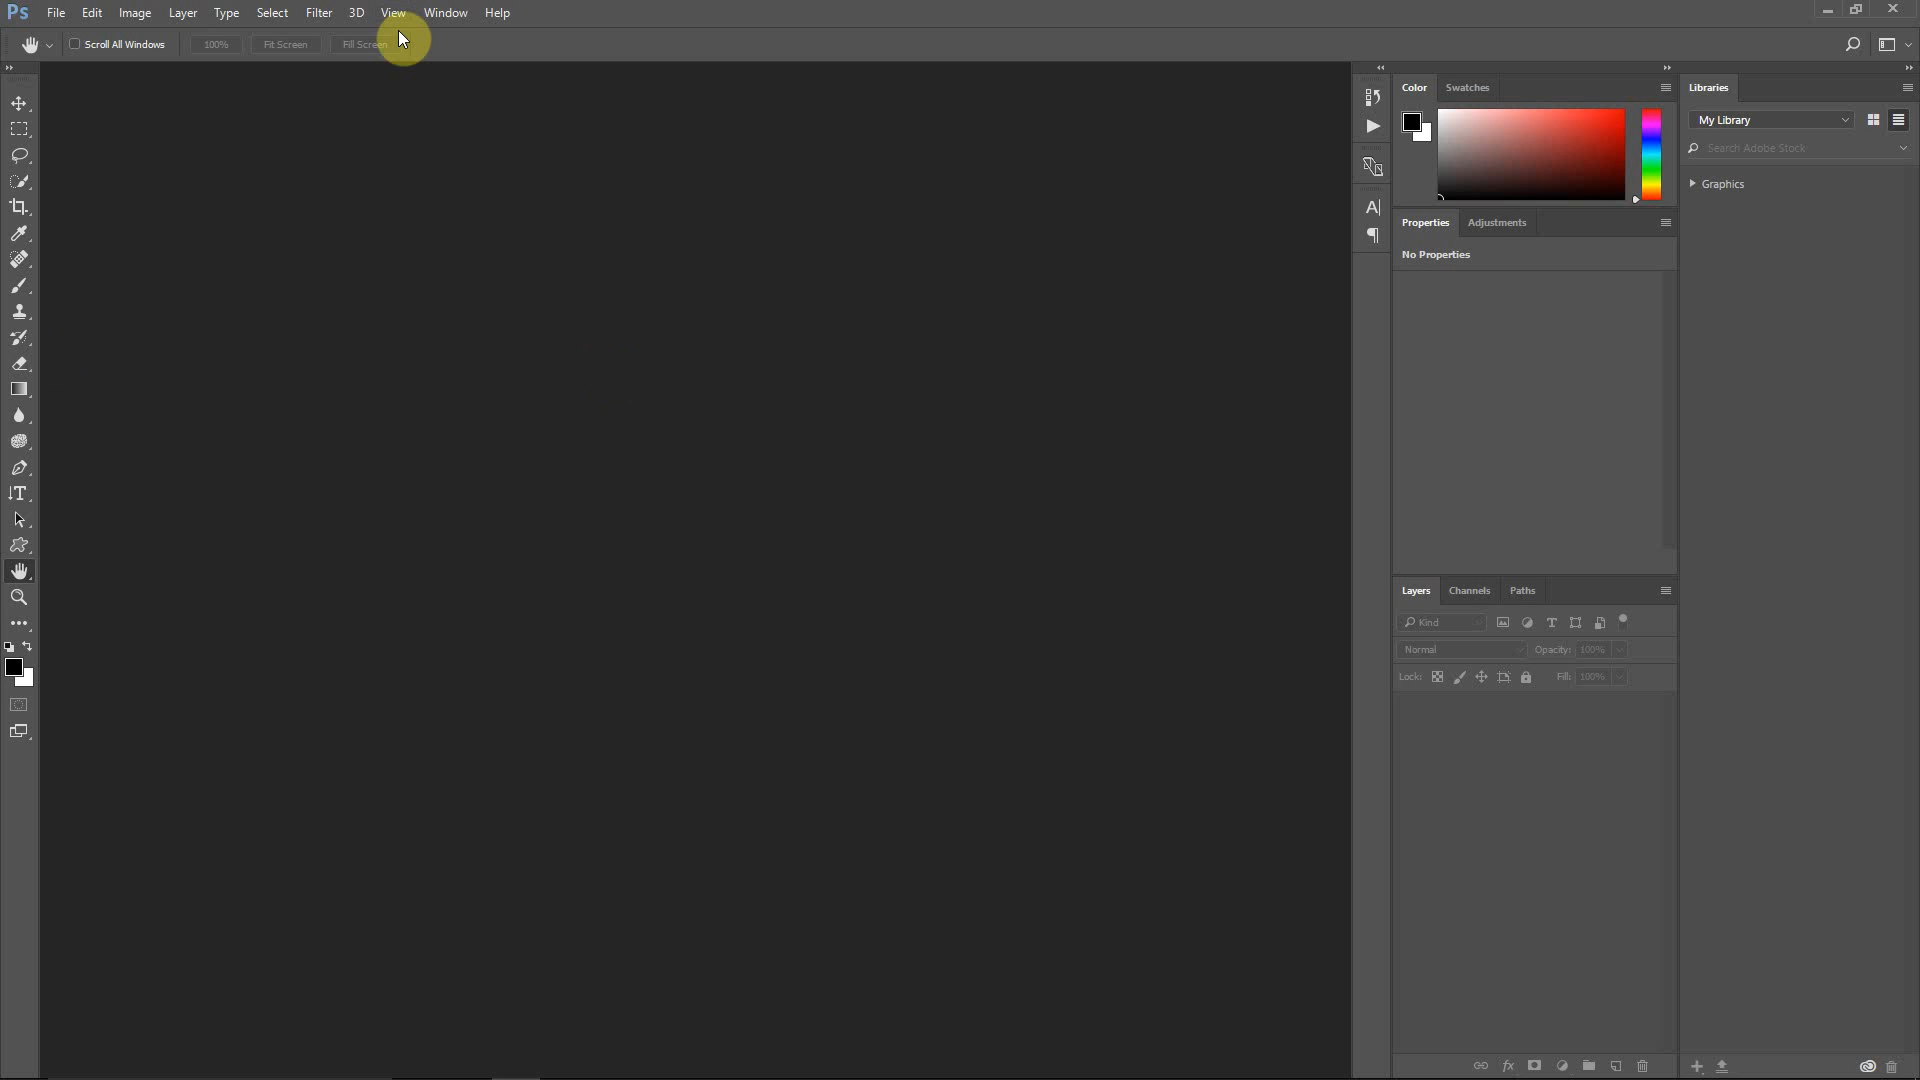 Ps File Edit Image Layer Type Select Filter 3D View Window Help
Scroll All Windows 100% Fit Screen Fill Screen
Color Swatches
Libraries
My Library
Search Adobe Stock
Graphics
Properties Adjustments
No Properties
Layers Channels Paths
Kind
Normal Opacity: 100%
Lock: Fill: 100%
fx